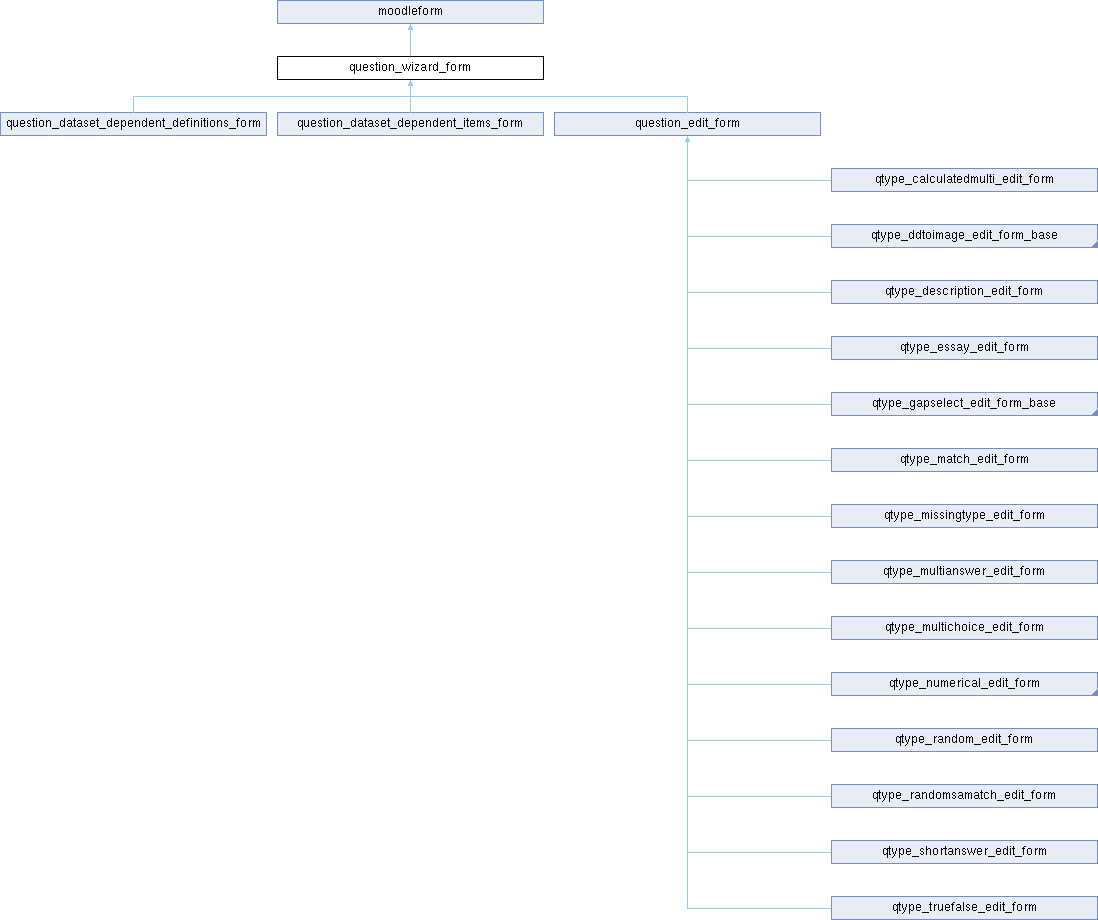 moodleform
question_wizard_form
question_dataset_dependent_definitions_form
question_dataset_dependent_items_form
question_edit_form
qtype_calculatedmulti_edit_form
qtype_ddtoimage_edit_form_base
qtype_description_edit_form
qtype_essay_edit_form
qtype_gapselect_edit_form_base
qtype_match_edit_form
qtype_missingtype_edit_form
qtype_multianswer_edit_form
qtype_multichoice_edit_form
qtype_numerical_edit_form
qtype_random_edit_form
qtype_randomsamatch_edit_form
qtype_shortanswer_edit_form
qtype_truefalse_edit_form